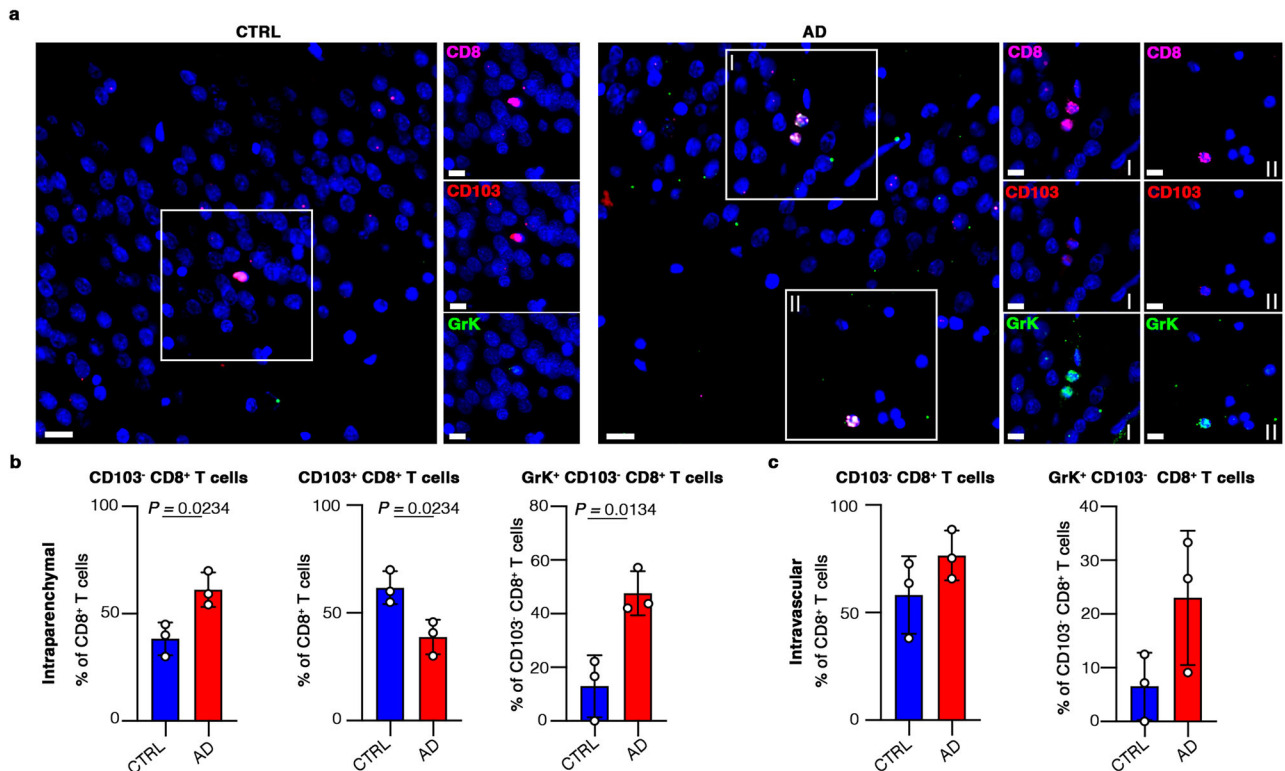 a
CTRL
AD
CD8
CD103
GrK
I
II
CD8
I
CD8
II
CD103
I
CD103
II
GrK
I
GrK
II
b
Intraparenchymal
CD103⁻ CD8⁺ T cells
% of CD8⁺ T cells
100
50
0
P = 0.0234
CTRL
AD
CD103⁺ CD8⁺ T cells
% of CD8⁺ T cells
100
50
0
P = 0.0234
CTRL
AD
GrK⁺ CD103⁻ CD8⁺ T cells
% of CD103⁻ CD8⁺ T cells
80
60
40
20
0
P = 0.0134
CTRL
AD
c
Intravascular
CD103⁻ CD8⁺ T cells
% of CD8⁺ T cells
100
50
0
CTRL
AD
GrK⁺ CD103⁻ CD8⁺ T cells
% of CD103⁻ CD8⁺ T cells
40
30
20
10
0
CTRL
AD